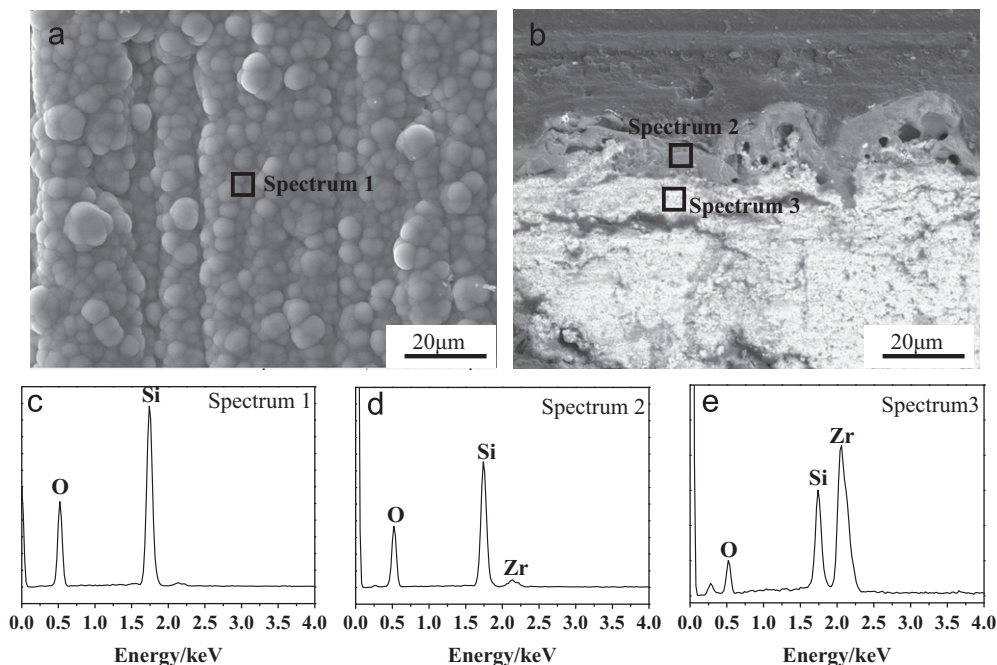 a
b
Spectrum 1
Spectrum 2
Spectrum 3
20μm
20μm
c
Spectrum 1
Si
O
0.0 0.5 1.0 1.5 2.0 2.5 3.0 3.5 4.0
Energy/keV
d
Spectrum 2
Si
O
Zr
0.0 0.5 1.0 1.5 2.0 2.5 3.0 3.5 4.0
Energy/keV
e
Spectrum3
Zr
Si
O
0.0 0.5 1.0 1.5 2.0 2.5 3.0 3.5 4.0
Energy/keV